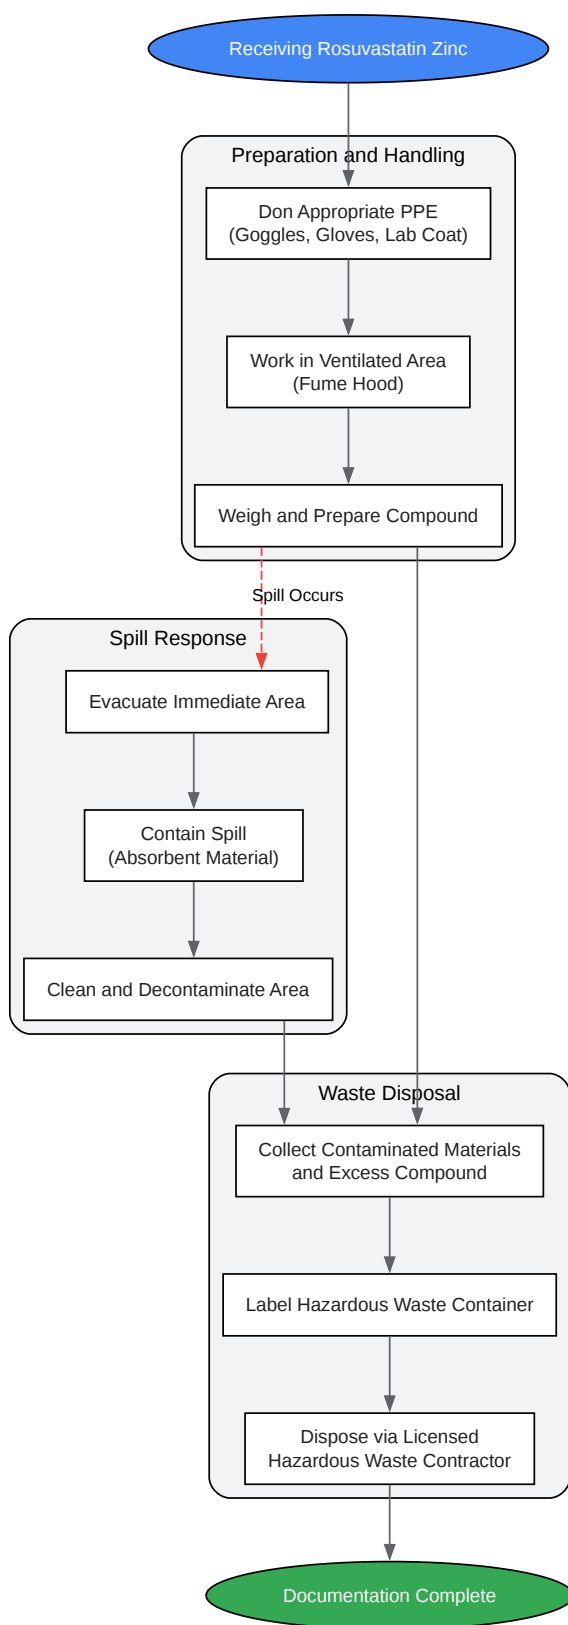 Receiving Rosuvastatin Zinc
Preparation and Handling
Don Appropriate PPE
(Goggles, Gloves, Lab Coat)
Work in Ventilated Area
(Fume Hood)
Weigh and Prepare Compound
Spill Occurs
Spill Response
Evacuate Immediate Area
Contain Spill
(Absorbent Material)
Clean and Decontaminate Area
Waste Disposal
Collect Contaminated Materials
and Excess Compound
Label Hazardous Waste Container
Dispose via Licensed
Hazardous Waste Contractor
Documentation Complete